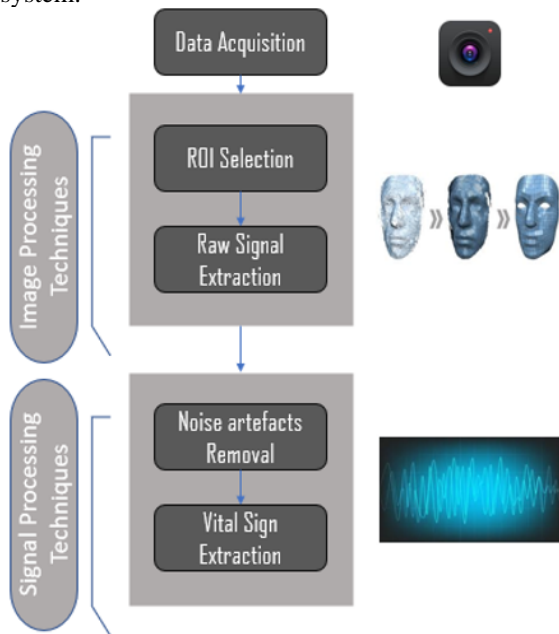 system.
Data Acquisition
Image Processing
Techniques
ROI Selection
Raw Signal
Extraction
Signal Processing
Techniques
Noise artefacts
Removal
Vital Sign
Extraction